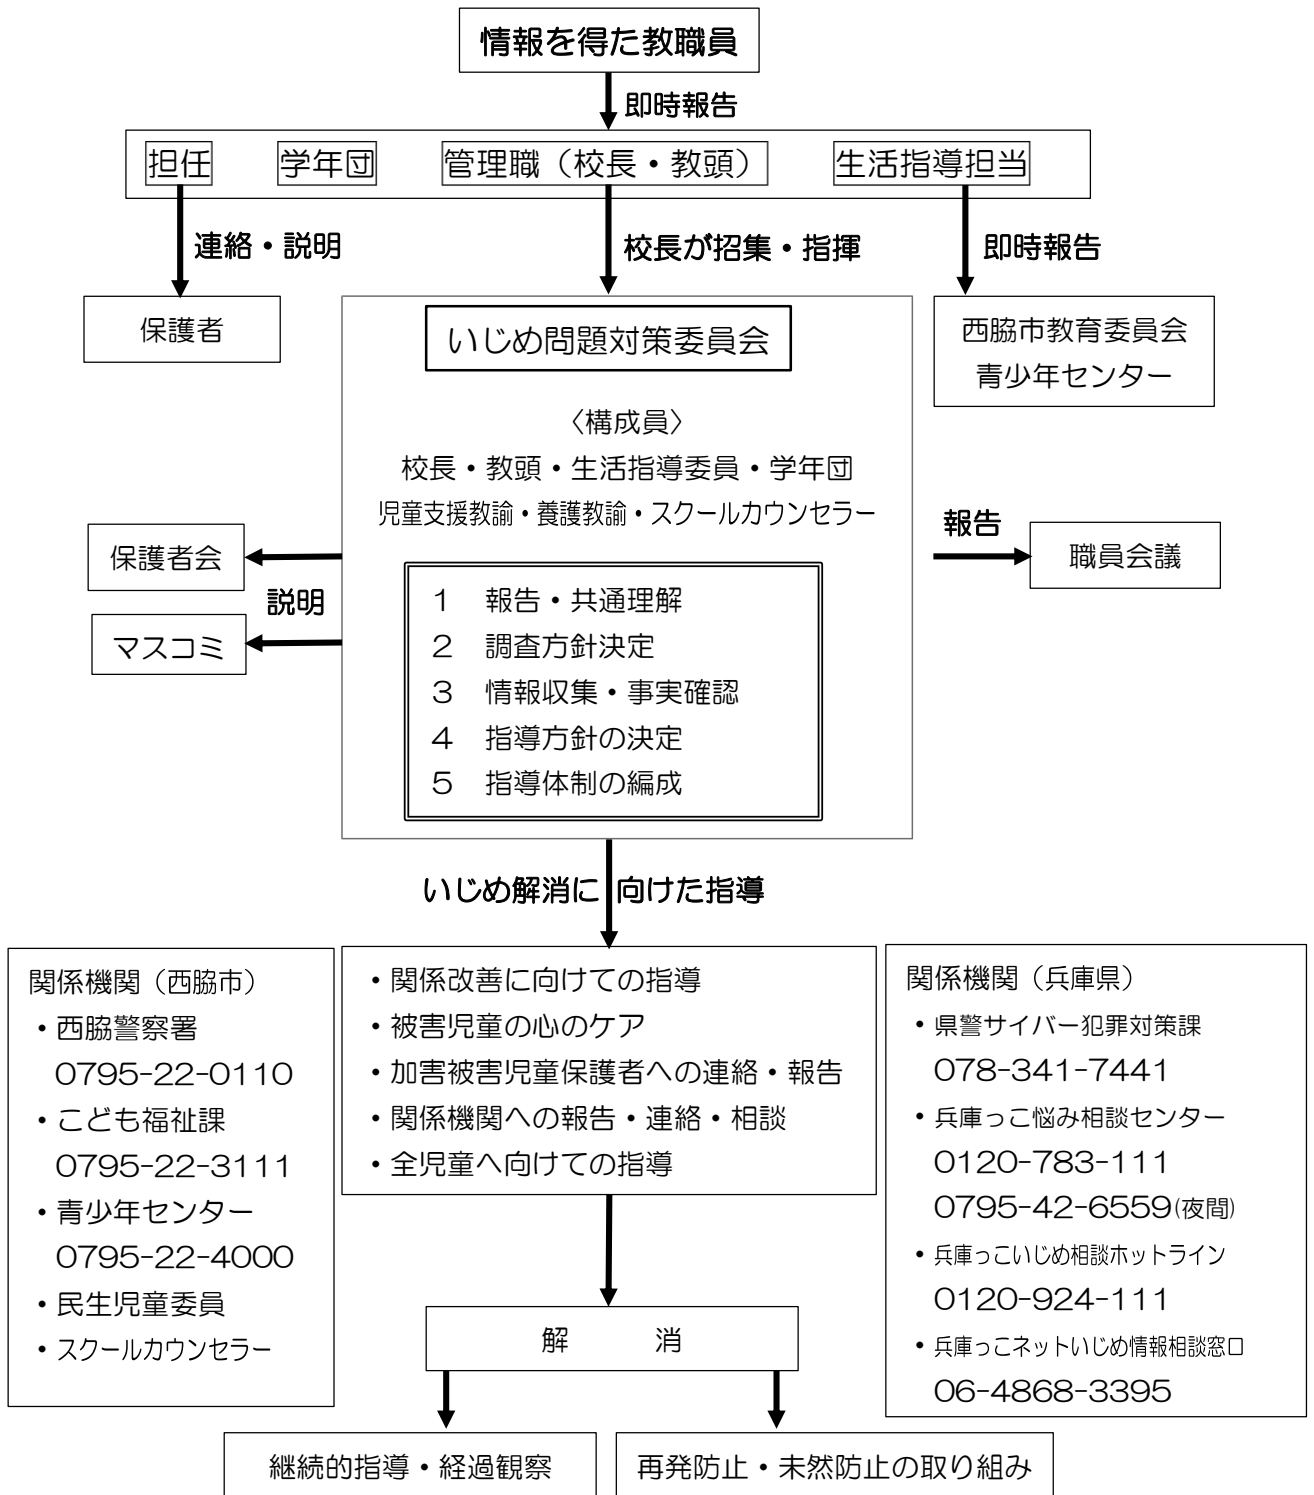 情報を得た教職員
即時報告
担任　学年団　管理職（校長・教頭）　生活指導担当
連絡・説明　校長が招集・指揮　即時報告
保護者
いじめ問題対策委員会
西脇市教育委員会
青少年センター
〈構成員〉
校長・教頭・生活指導委員・学年団
児童支援教諭・養護教諭・スクールカウンセラー
保護者会
説明
マスコミ
報告
職員会議
1　報告・共通理解
2　調査方針決定
3　情報収集・事実確認
4　指導方針の決定
5　指導体制の編成
いじめ解消に向けた指導
関係機関（西脇市）
・西脇警察署
0795-22-0110
・こども福祉課
0795-22-3111
・青少年センター
0795-22-4000
・民生児童委員
・スクールカウンセラー
・関係改善に向けての指導
・被害児童の心のケア
・加害被害児童保護者への連絡・報告
・関係機関への報告・連絡・相談
・全児童へ向けての指導
関係機関（兵庫県）
・県警サイバー犯罪対策課
078-341-7441
・兵庫っこ悩み相談センター
0120-783-111
0795-42-6559(夜間)
・兵庫っこいじめ相談ホットライン
0120-924-111
・兵庫っこネットいじめ情報相談窓口
06-4868-3395
解　消
継続的指導・経過観察
再発防止・未然防止の取り組み